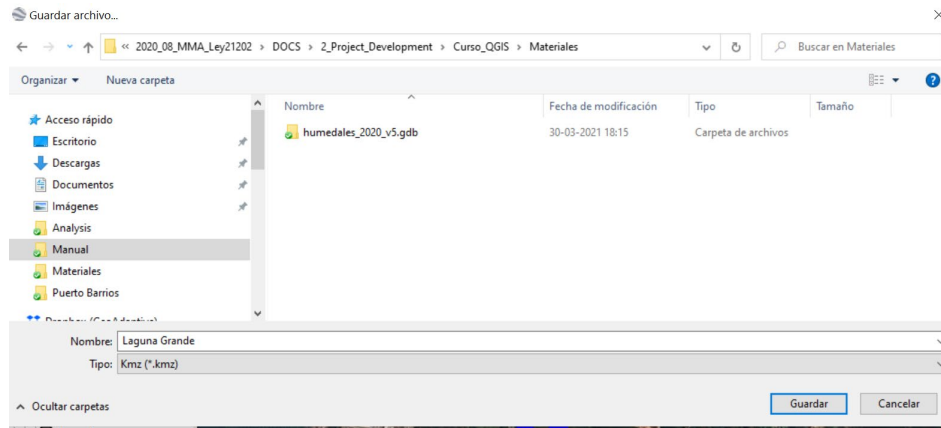 Guardar archivo...
« 2020_08_MMA_Ley21202 › DOCS › 2_Project_Development › Curso_QGIS › Materiales
Buscar en Materiales
Organizar Nueva carpeta
Nombre Fecha de modificación Tipo Tamaño
Acceso rápido
Escritorio
Descargas
Documentos
Imágenes
Analysis
Manual
Materiales
Puerto Barrios
humedales_2020_v5.gdb 30-03-2021 18:15 Carpeta de archivos
Nombre: Laguna Grande
Tipo: Kmz (*.kmz)
Ocultar carpetas
Guardar Cancelar